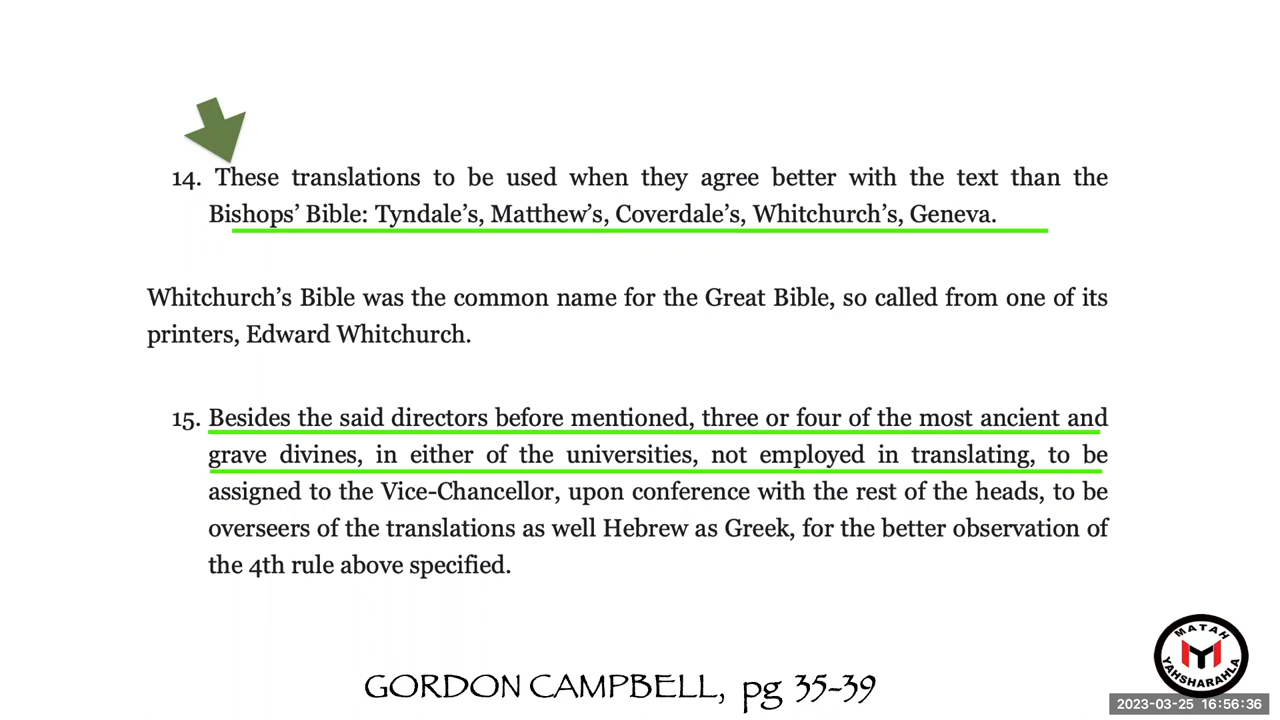 14. These translations to be used when they agree better with the text than the
Bishops’ Bible: Tyndale’s, Matthew’s, Coverdale’s, Whitchurch’s, Geneva.
Whitchurch’s Bible was the common name for the Great Bible, so called from one of its
printers, Edward Whitchurch.
15. Besides the said directors before mentioned, three or four of the most ancient and
grave divines, in either of the universities, not employed in translating, to be
assigned to the Vice-Chancellor, upon conference with the rest of the heads, to be
overseers of the translations as well Hebrew as Greek, for the better observation of
the 4th rule above specified.
MATAH
YAHSHARAHLA
GORDON CAMPBELL, pg 35-39
2023-03-25 16:56:36